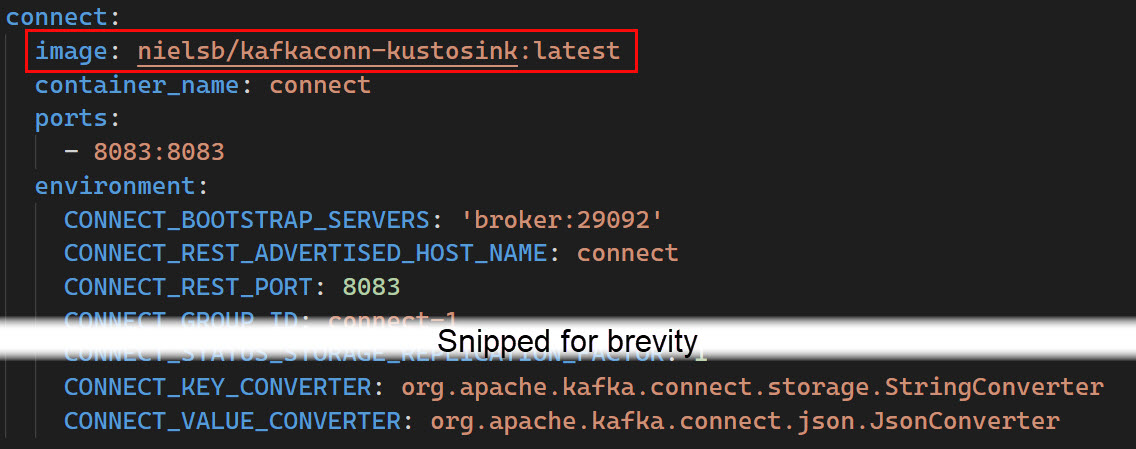 connect:
image: nielsb/kafkaconn-kustosink:latest
container_name: connect
ports:
- 8083:8083
environment:
CONNECT_BOOTSTRAP_SERVERS: 'broker:29092'
CONNECT_REST_ADVERTISED_HOST_NAME: connect
CONNECT_REST_PORT: 8083
CONNECT_GROUP_ID: connect-1
Snipped for brevity
CONNECT_STATUS_STORAGE_REPLICATION_FACTOR: 1
CONNECT_KEY_CONVERTER: org.apache.kafka.connect.storage.StringConverter
CONNECT_VALUE_CONVERTER: org.apache.kafka.connect.json.JsonConverter